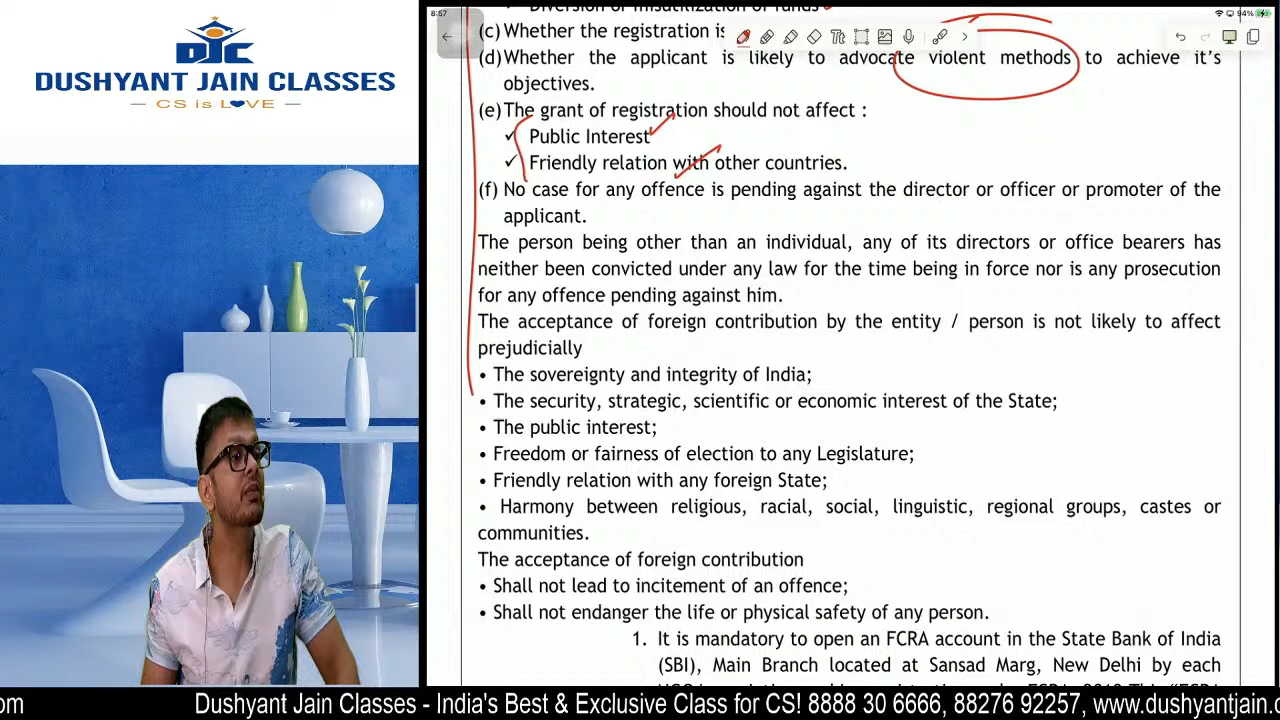 8:57
94%
DJC
DUSHYANT JAIN CLASSES
CS is L VE
Diversion or misutilization of funds
(c) Whether the registration is
(d) Whether the applicant is likely to advocate violent methods to achieve it's
objectives.
(e) The grant of registration should not affect :
✓ Public Interest
✓ Friendly relation with other countries.
(f) No case for any offence is pending against the director or officer or promoter of the
applicant.
The person being other than an individual, any of its directors or office bearers has
neither been convicted under any law for the time being in force nor is any prosecution
for any offence pending against him.
The acceptance of foreign contribution by the entity / person is not likely to affect
prejudicially
• The sovereignty and integrity of India;
• The security, strategic, scientific or economic interest of the State;
• The public interest;
• Freedom or fairness of election to any Legislature;
• Friendly relation with any foreign State;
• Harmony between religious, racial, social, linguistic, regional groups, castes or
communities.
The acceptance of foreign contribution
• Shall not lead to incitement of an offence;
• Shall not endanger the life or physical safety of any person.
1. It is mandatory to open an FCRA account in the State Bank of India
(SBI), Main Branch located at Sansad Marg, New Delhi by each
om Dushyant Jain Classes - India's Best & Exclusive Class for CS! 8888 30 6666, 88276 92257, www.dushyantjain.c